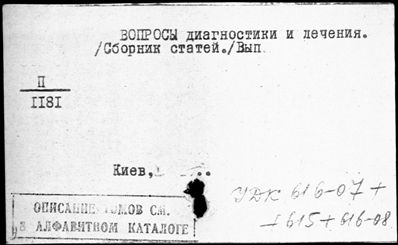 ВОПРОСЫ диагностики и лечения.
/Сборник статей./Вып.
П
1181
Киев,
ОПИСАНИЕ ТОМОВ СМ.
В АЛФАВИТНОМ КАТАЛОГЕ
УДК 616-07 +
+ 615 + 616-08